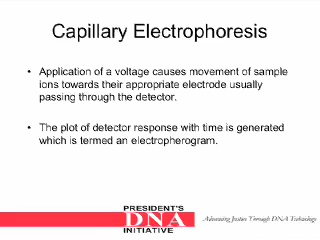 Capillary Electrophoresis
• Application of a voltage causes movement of sample
ions towards their appropriate electrode usually
passing through the detector.
• The plot of detector response with time is generated
which is termed an electropherogram.
PRESIDENT'S
DNA
INITIATIVE
Advancing Justice Through DNA Technology